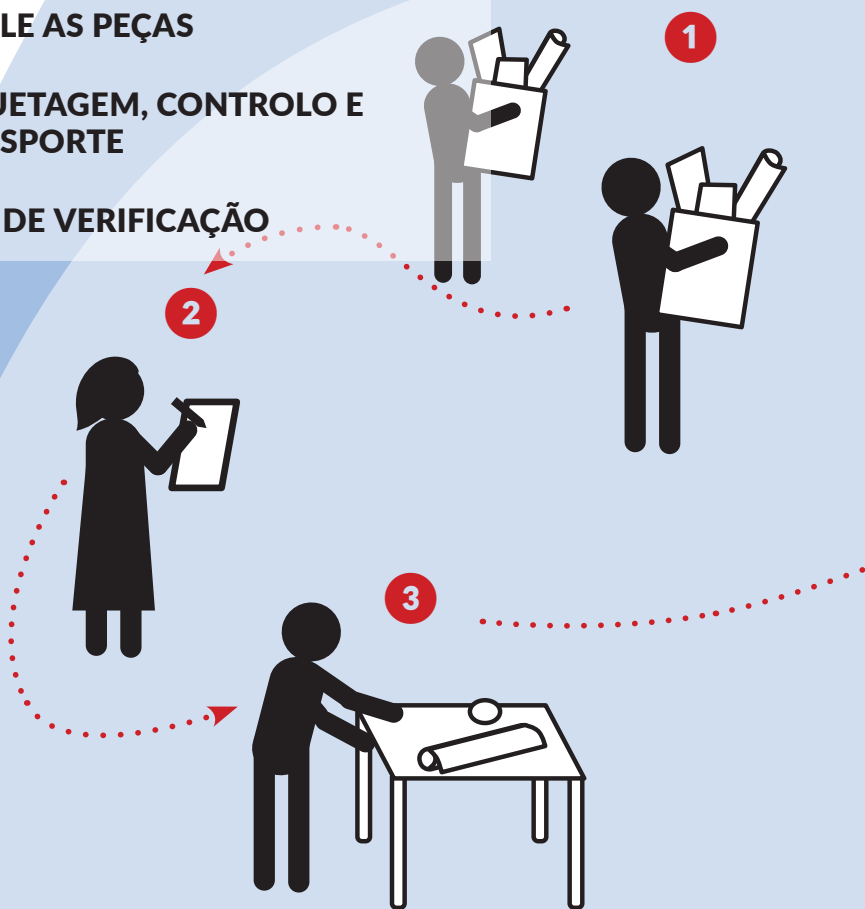 LE AS PEÇAS
1
UETAGEM, CONTROLO E
SPORTE
DE VERIFICAÇÃO
2
3